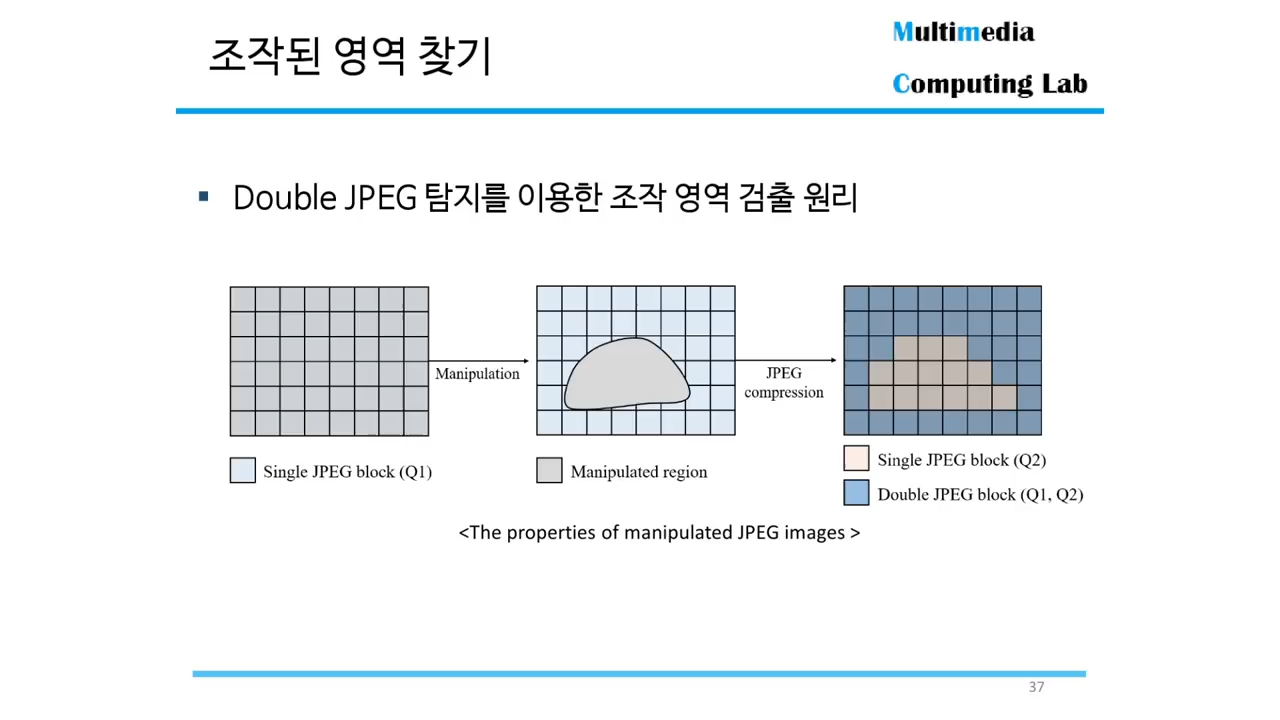 조작된 영역 찾기
Multimedia
Computing Lab
▪ Double JPEG 탐지를 이용한 조작 영역 검출 원리
Manipulation
JPEG
compression
Single JPEG block (Q1)
Manipulated region
Single JPEG block (Q2)
Double JPEG block (Q1, Q2)
<The properties of manipulated JPEG images >
37